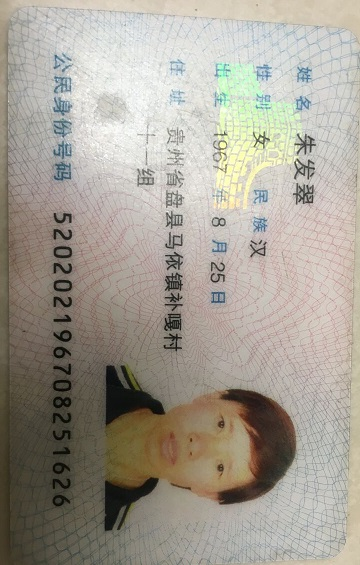 姓名 朱发翠
性别 女 民族 汉
出生 1967 年 8 月 25 日
住址 贵州省盘县马依镇补嘎村
十一组
公民身份号码 520202196708251626